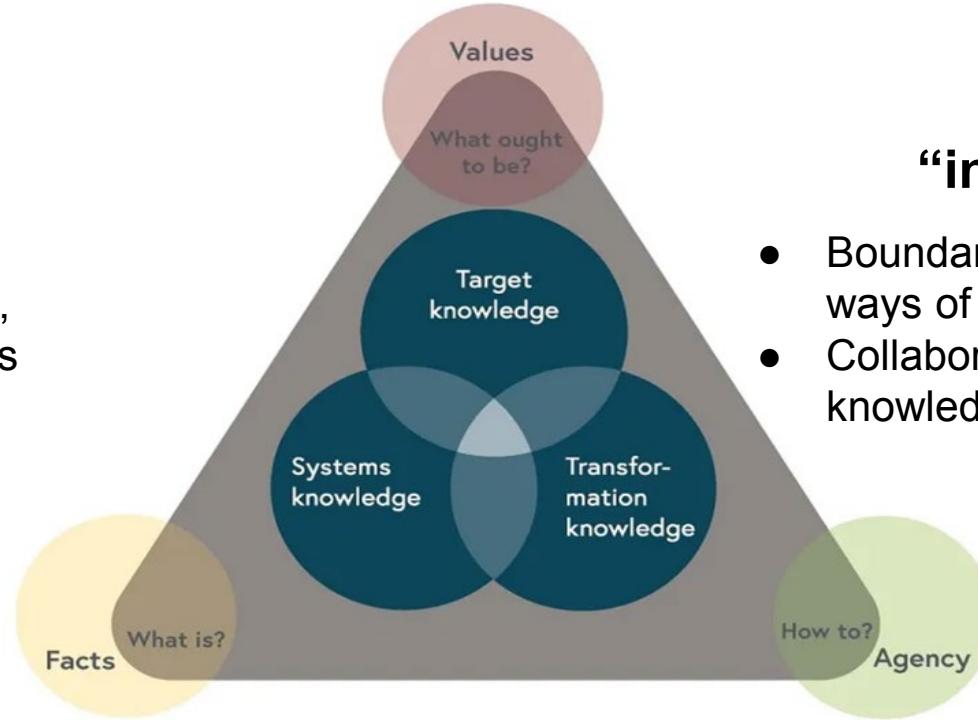 Values
What ought
to be?
“in
● Boundar
ways of
● Collabor
knowled
,
s
Target
knowledge
Systems
knowledge
Transfor-
mation
knowledge
What is?
Facts
How to?
Agency